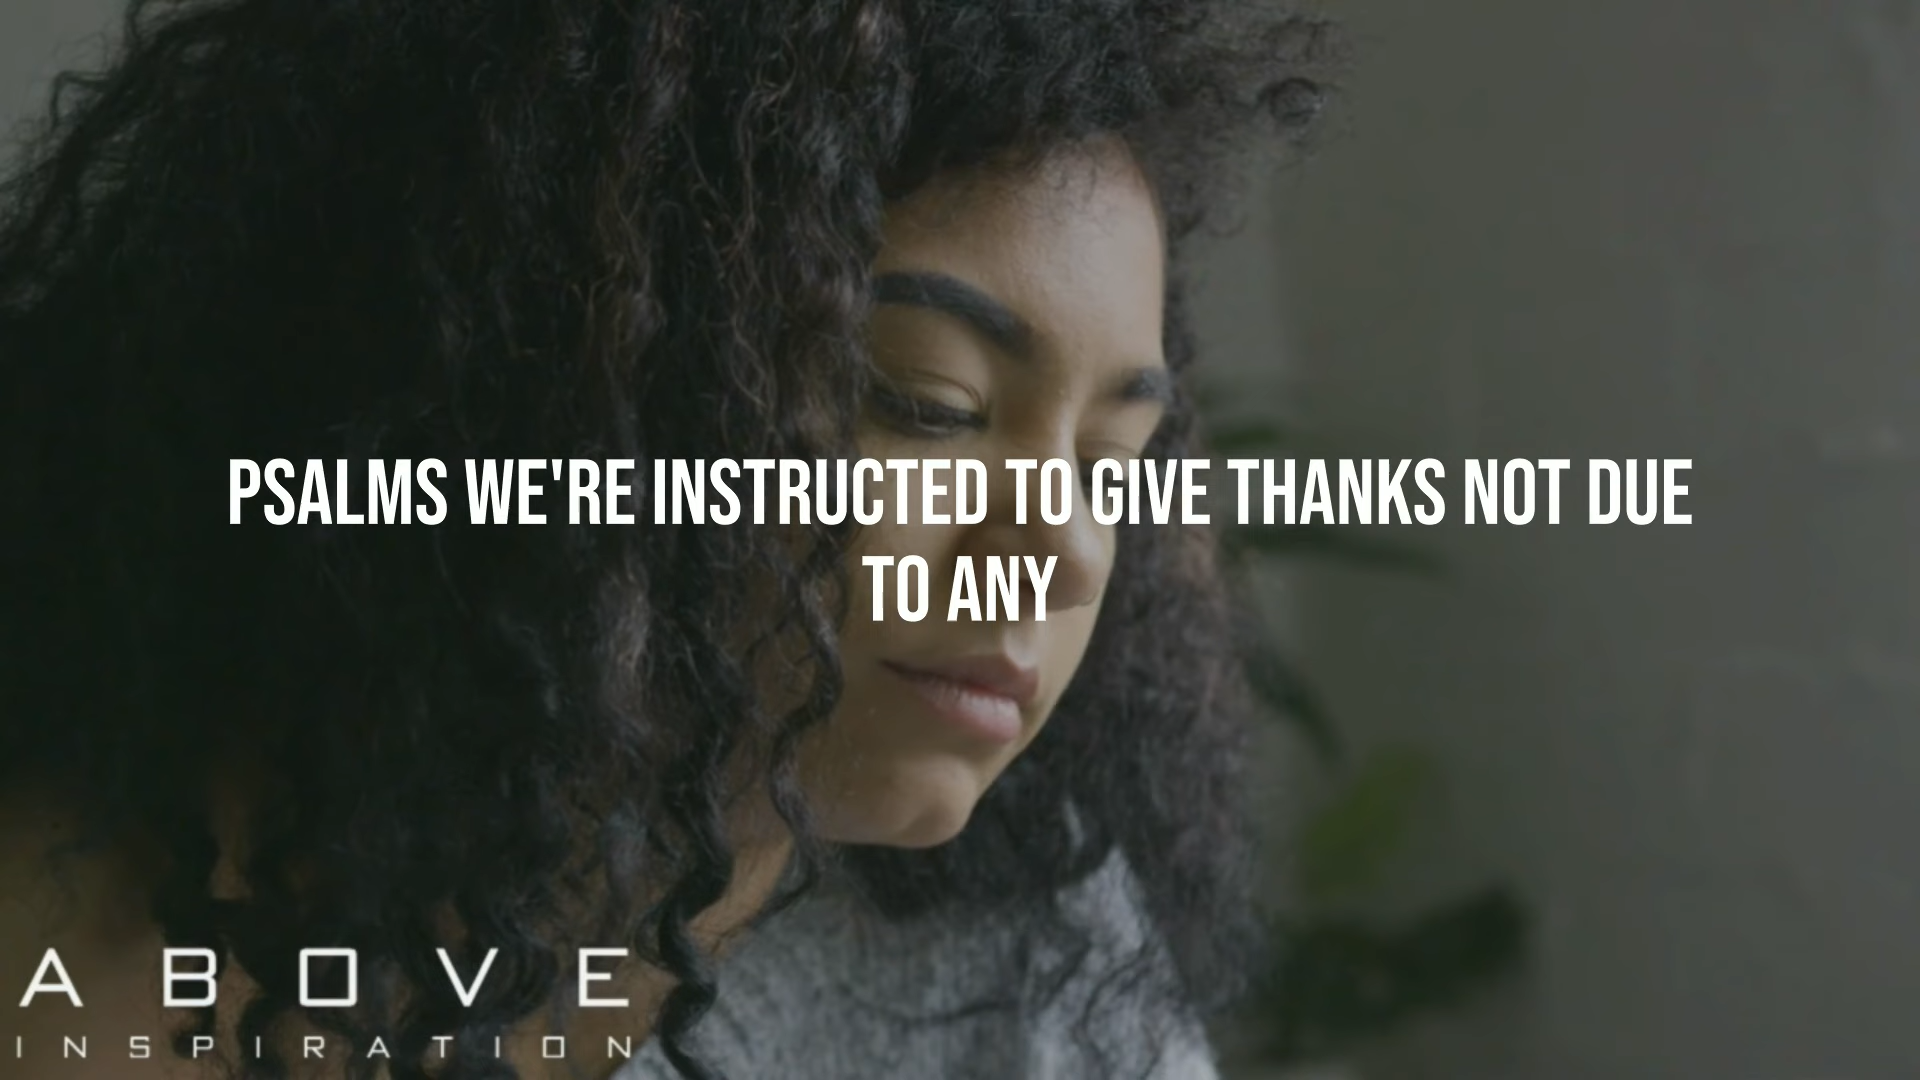 PSALMS WE'RE INSTRUCTED TO GIVE THANKS NOT DUE
TO ANY
ABOVE
INSPIRATION